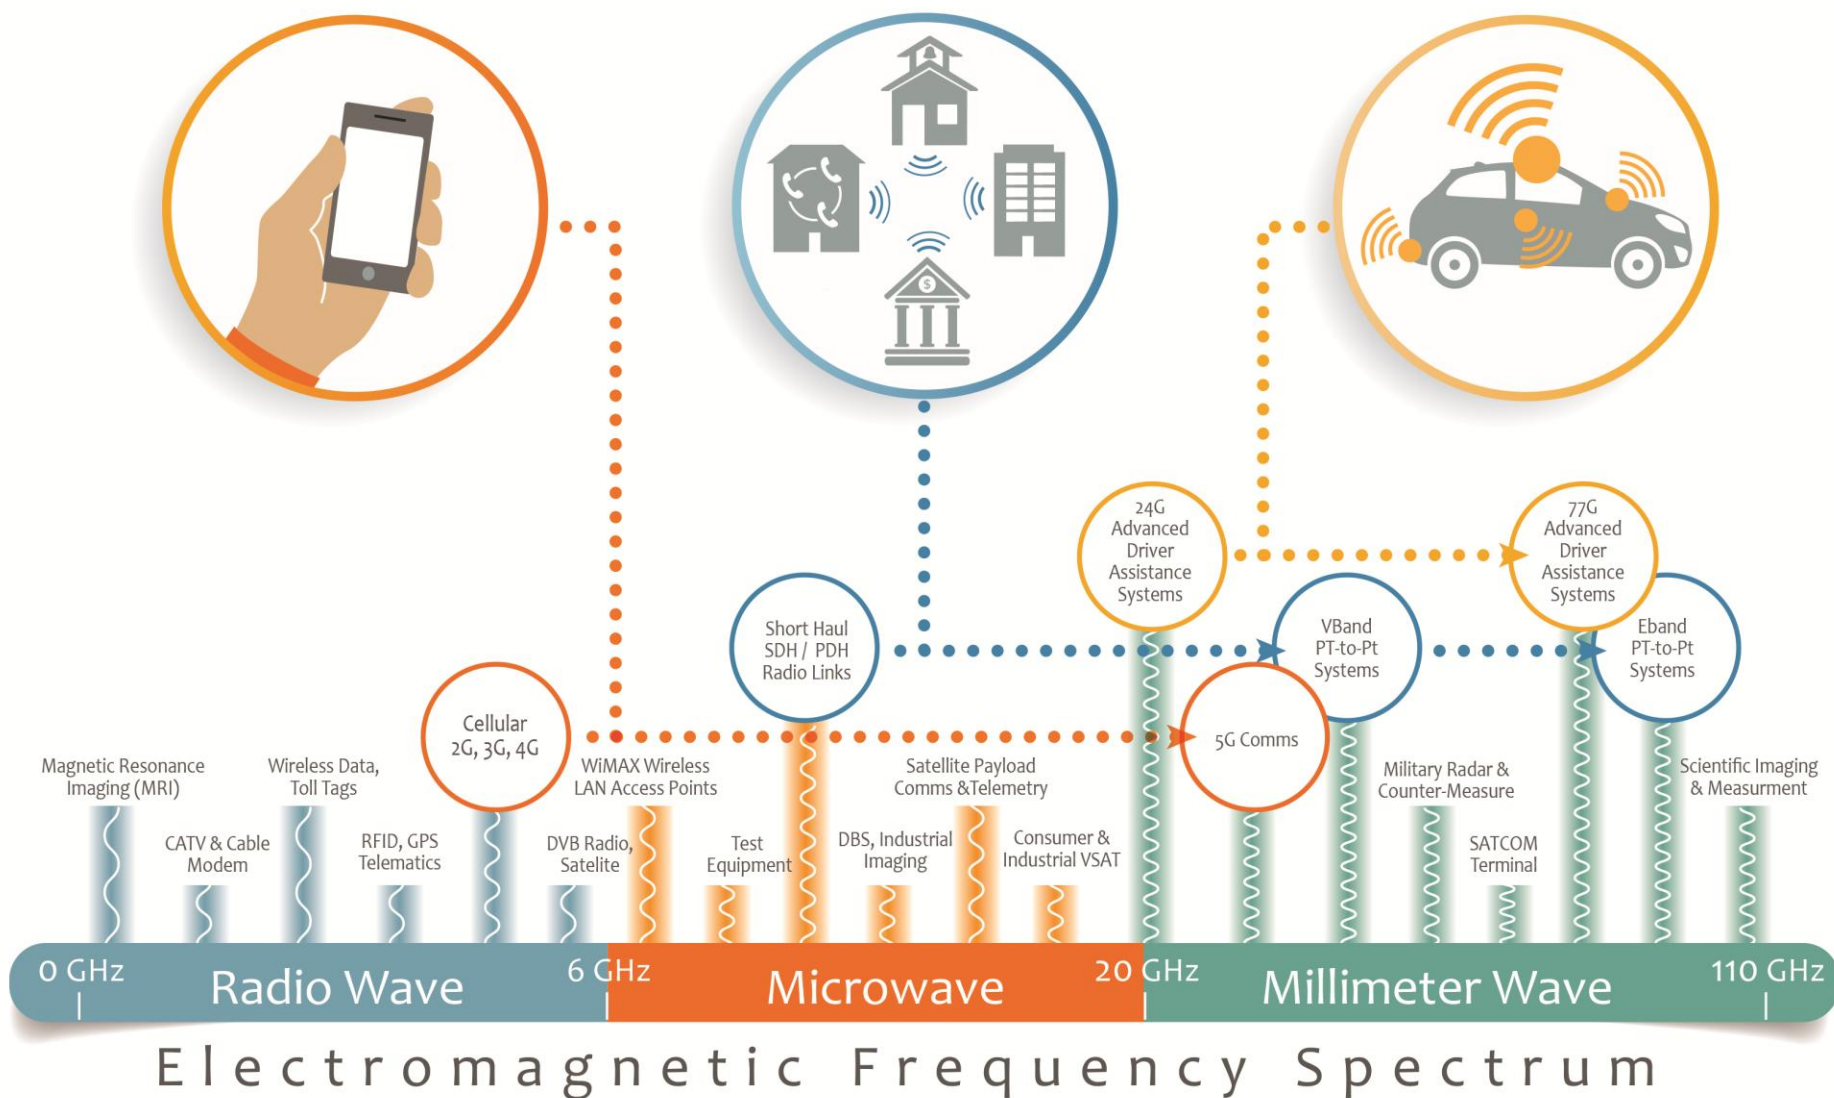 $
24G
Advanced
Driver
Assistance
Systems
77G
Advanced
Driver
Assistance
Systems
Short Haul
SDH / PDH
Radio Links
VBand
PT-to-Pt
Systems
Eband
PT-to-Pt
Systems
Cellular
2G, 3G, 4G
5G Comms
Magnetic Resonance
Imaging (MRI)
Wireless Data,
Toll Tags
WiMAX Wireless
LAN Access Points
Satellite Payload
Comms &Telemetry
Military Radar &
Counter-Measure
Scientific Imaging
& Measurment
CATV & Cable
Modem
RFID, GPS
Telematics
DVB Radio,
Satelite
Test
Equipment
DBS, Industrial
Imaging
Consumer &
Industrial VSAT
SATCOM
Terminal
0 GHz
Radio Wave
6 GHz
Microwave
20 GHz
Millimeter Wave
110 GHz
Electromagnetic Frequency Spectrum